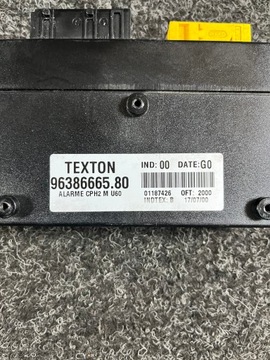 TEXTON IND: 00 DATE: G0
96386665.80
ALARME CPH2 M U60
01187426 OFT: 2000
INDTEX: B 17/07/00